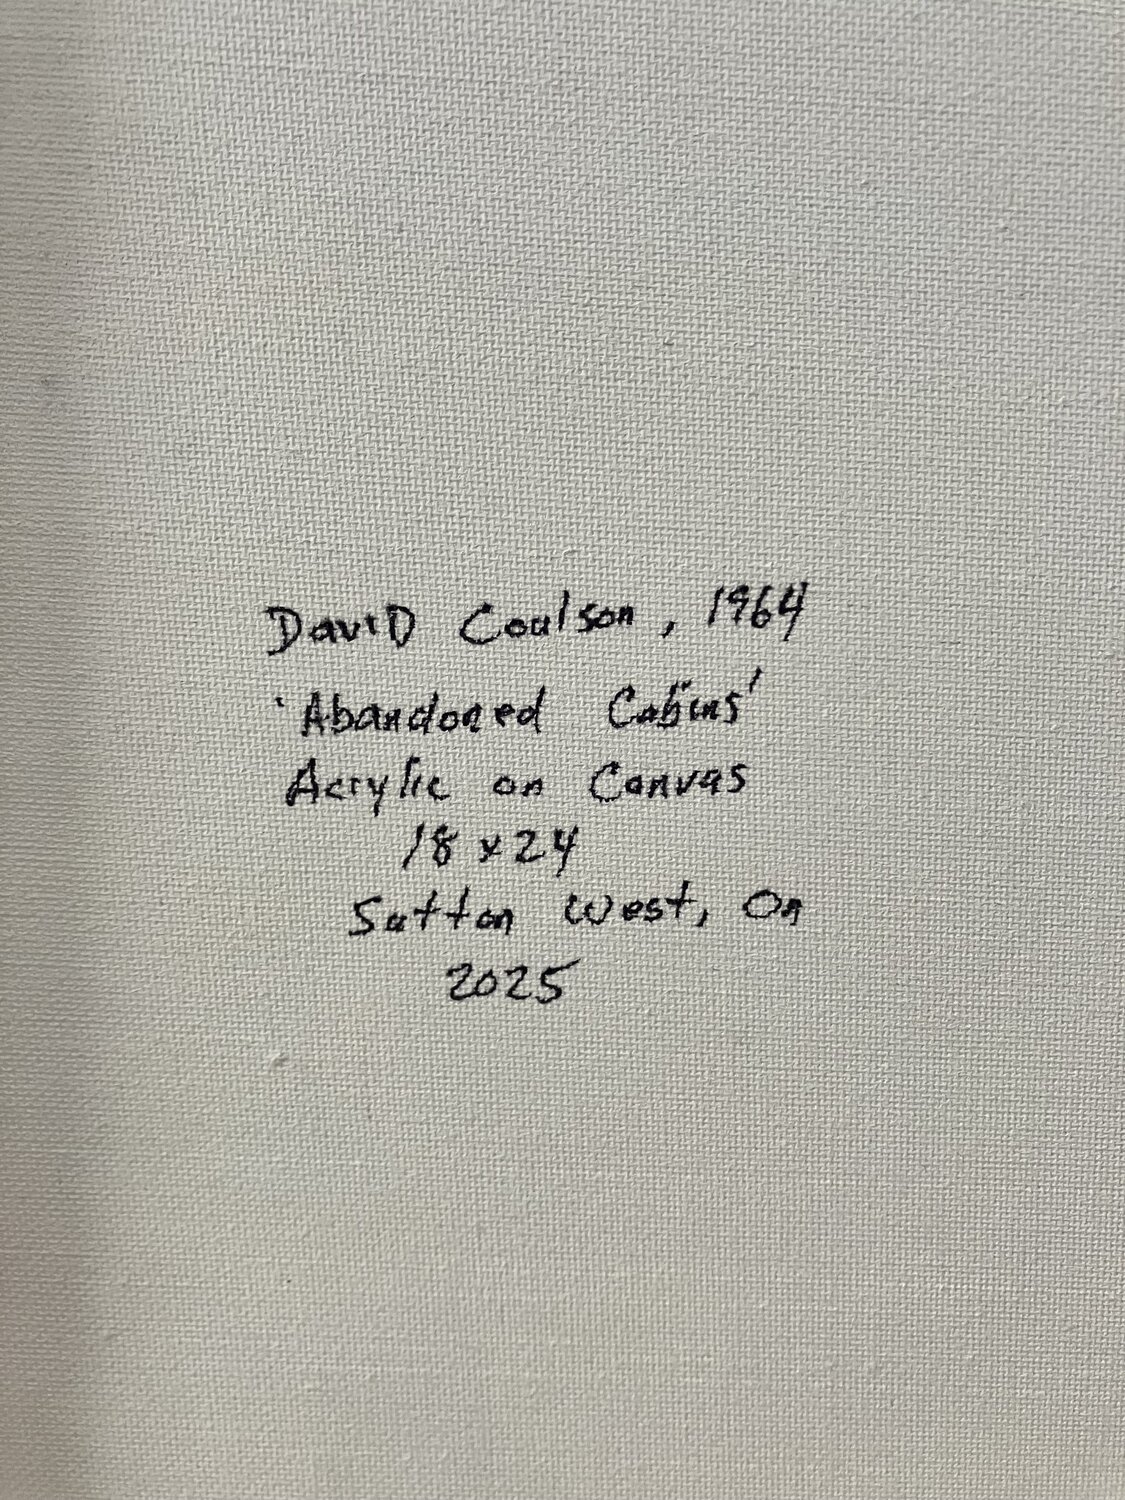 David Coulson, 1964
'Abandoned Cabins'
Acrylic on Canvas
18 x 24
Sutton West, On
2025